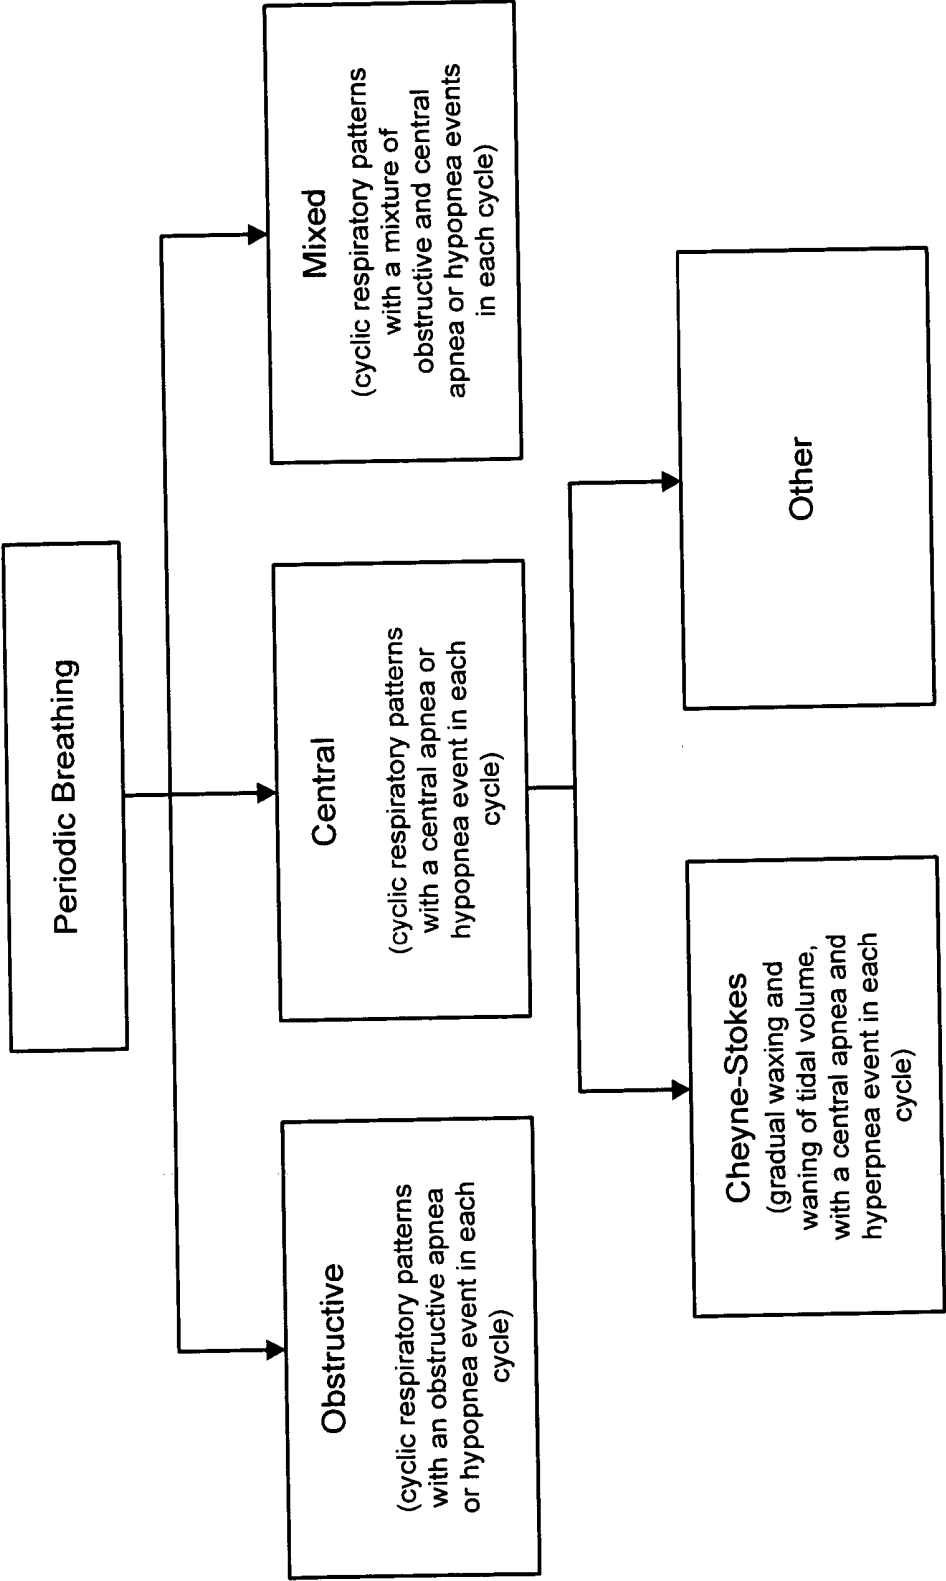 Periodic Breathing
Obstructive
(cyclic respiratory patterns
with an obstructive apnea
or hypopnea event in each
cycle)
Central
(cyclic respiratory patterns
with a central apnea or
hypopnea event in each
cycle)
Mixed
(cyclic respiratory patterns
with a mixture of
obstructive and central
apnea or hypopnea events
in each cycle)
Cheyne-Stokes
(gradual waxing and
waning of tidal volume,
with a central apnea and
hyperpnea event in each
cycle)
Other